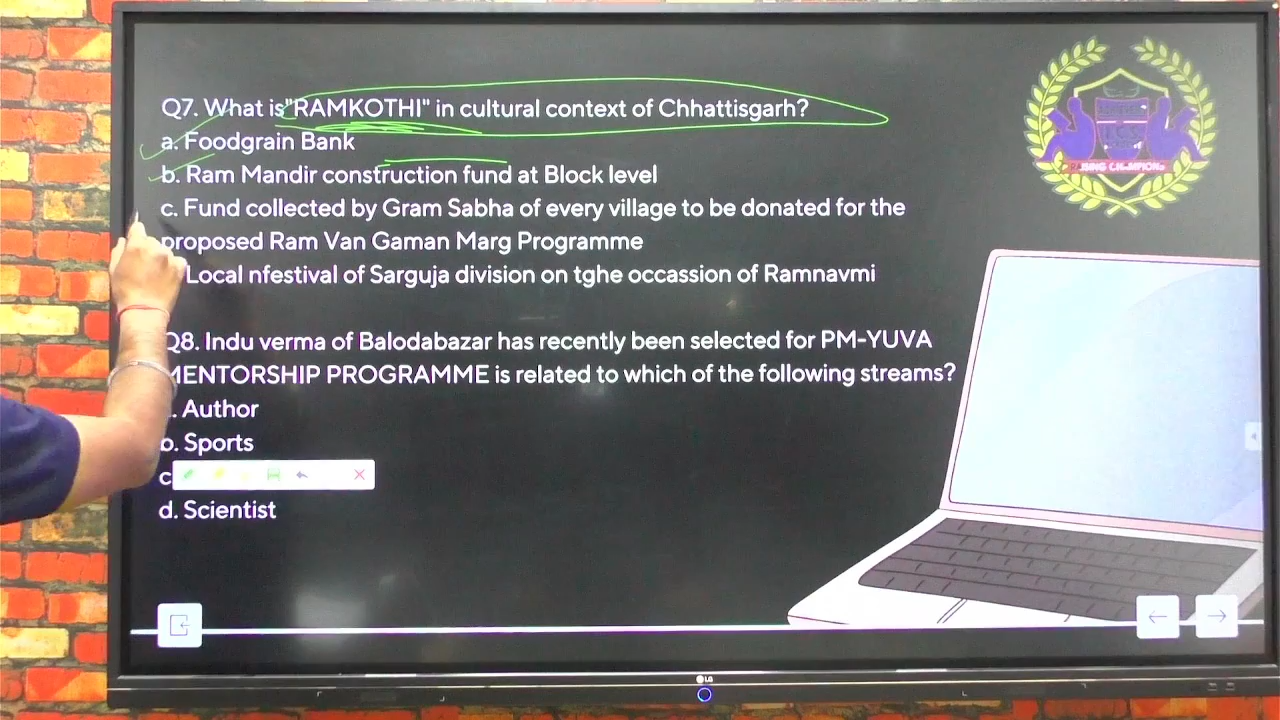 Q7. What is"RAMKOTHI" in cultural context of Chhattisgarh?
a. Foodgrain Bank
b. Ram Mandir construction fund at Block level
c. Fund collected by Gram Sabha of every village to be donated for the
proposed Ram Van Gaman Marg Programme
Local nfestival of Sarguja division on tghe occassion of Ramnavmi
Q8. Indu verma of Balodabazar has recently been selected for PM-YUVA
MENTORSHIP PROGRAMME is related to which of the following streams?
. Author
b. Sports
c
d. Scientist
I.C.S
RAISING CHAMPIONS
LG